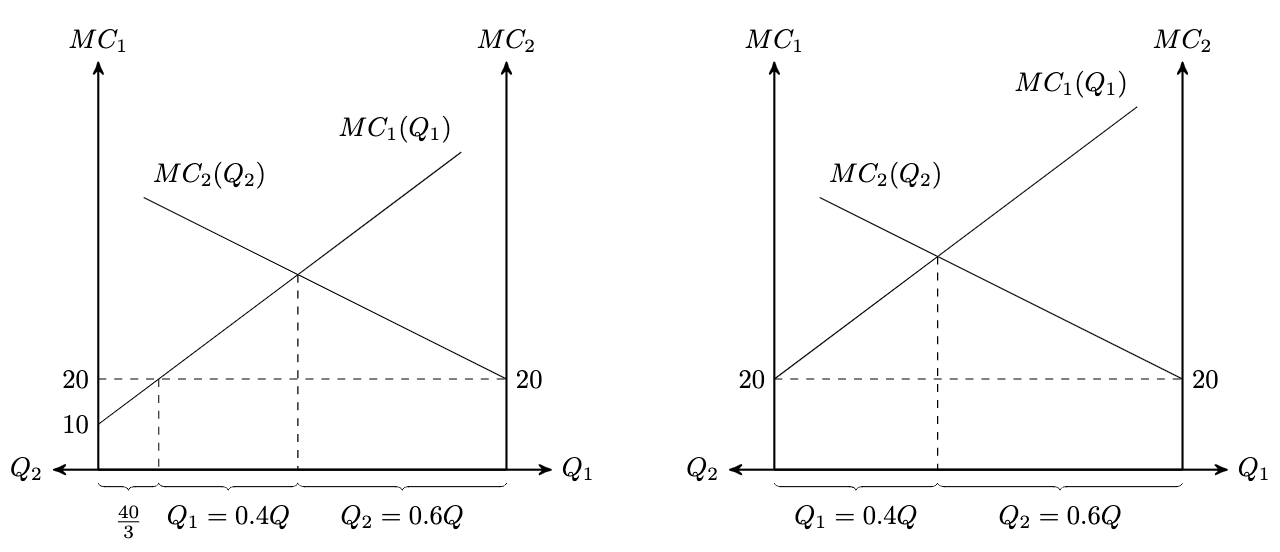 MC₁
MC₂
MC₁(Q₁)
MC₂(Q₂)
20
20
10
Q₂
Q₁
40/3
Q₁ = 0.4Q
Q₂ = 0.6Q
MC₁
MC₂
MC₁(Q₁)
MC₂(Q₂)
20
20
Q₂
Q₁
Q₁ = 0.4Q
Q₂ = 0.6Q